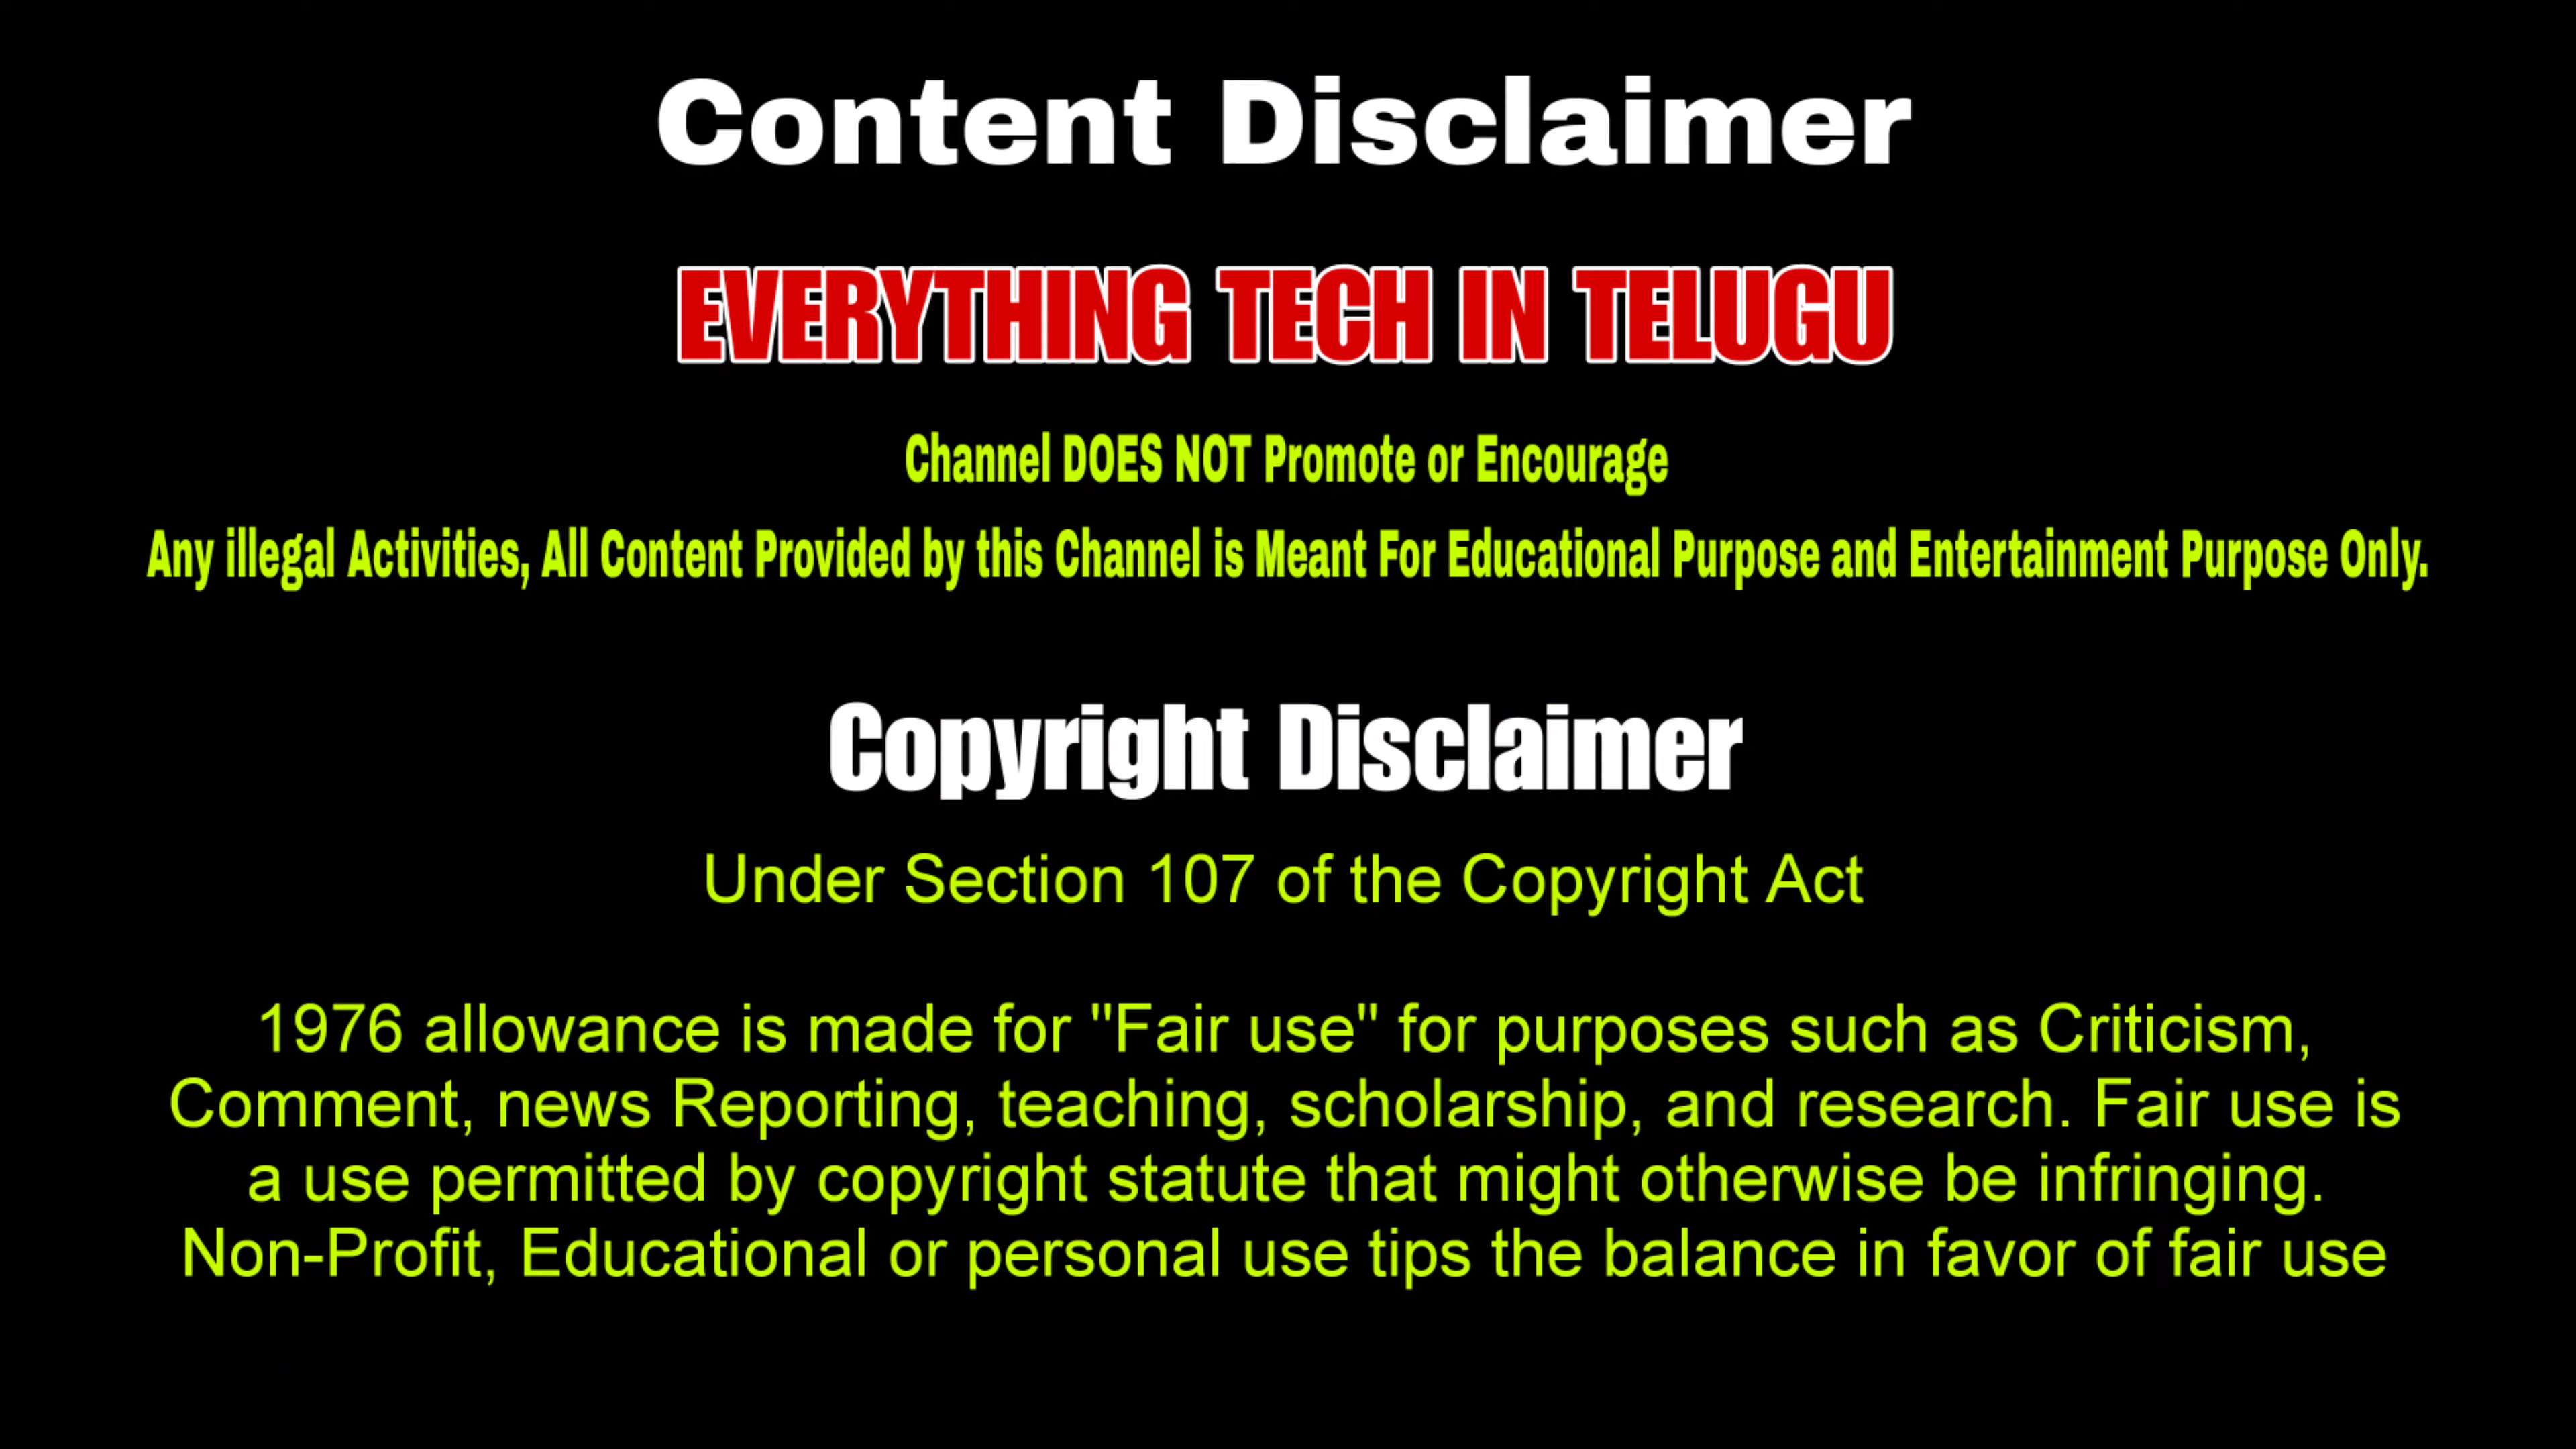 Content Disclaimer
EVERYTHING TECH IN TELUGU
Channel DOES NOT Promote or Encourage
Any illegal Activities, All Content Provided by this Channel is Meant For Educational Purpose and Entertainment Purpose Only.
Copyright Disclaimer
Under Section 107 of the Copyright Act
1976 allowance is made for "Fair use" for purposes such as Criticism,
Comment, news Reporting, teaching, scholarship, and research. Fair use is
a use permitted by copyright statute that might otherwise be infringing.
Non-Profit, Educational or personal use tips the balance in favor of fair use